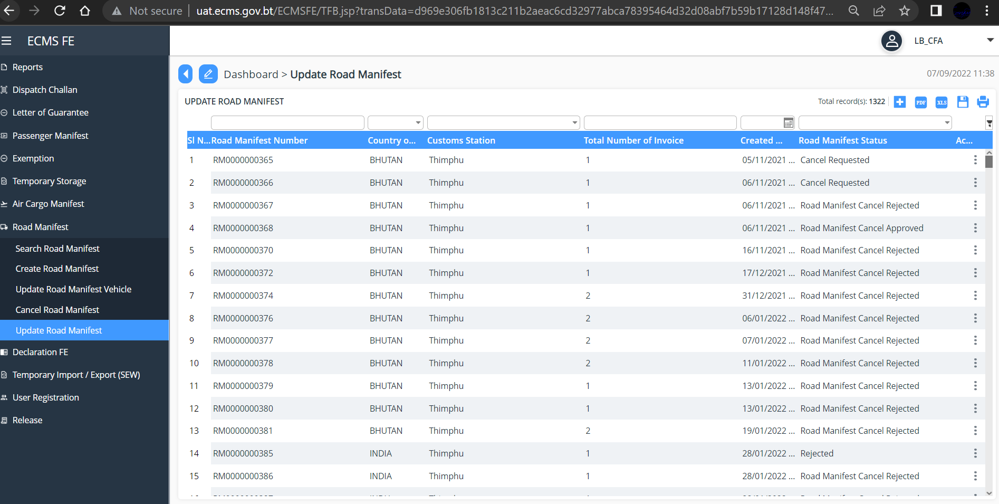 Not secure | uat.ecms.gov.bt/ECMSFE/TFB.jsp?transData=d969e306fb1813c211b2aeac6cd32977abca78395464d32d08abf7b59b17128d148f47...
ECMS FE
LB_CFA
Reports
Dispatch Challan
Letter of Guarantee
Passenger Manifest
Exemption
Temporary Storage
Air Cargo Manifest
Road Manifest
Search Road Manifest
Create Road Manifest
Update Road Manifest Vehicle
Cancel Road Manifest
Update Road Manifest
Declaration FE
Temporary Import / Export (SEW)
User Registration
Release
Dashboard > Update Road Manifest
07/09/2022 11:38
UPDATE ROAD MANIFEST
Total record(s): 1322
PDF
XLS
Sl N... Road Manifest Number Country o... Customs Station Total Number of Invoice Created ... Road Manifest Status Ac...
1 RM0000000365 BHUTAN Thimphu 1 05/11/2021 ... Cancel Requested
2 RM0000000366 BHUTAN Thimphu 1 06/11/2021 ... Cancel Requested
3 RM0000000367 BHUTAN Thimphu 1 06/11/2021 ... Road Manifest Cancel Rejected
4 RM0000000368 BHUTAN Thimphu 1 06/11/2021 ... Road Manifest Cancel Approved
5 RM0000000370 BHUTAN Thimphu 1 16/11/2021 ... Road Manifest Cancel Rejected
6 RM0000000372 BHUTAN Thimphu 1 17/12/2021 ... Road Manifest Cancel Rejected
7 RM0000000374 BHUTAN Thimphu 2 31/12/2021 ... Road Manifest Cancel Rejected
8 RM0000000376 BHUTAN Thimphu 2 06/01/2022 ... Road Manifest Cancel Rejected
9 RM0000000377 BHUTAN Thimphu 2 07/01/2022 ... Road Manifest Cancel Rejected
10 RM0000000378 BHUTAN Thimphu 2 11/01/2022 ... Road Manifest Cancel Rejected
11 RM0000000379 BHUTAN Thimphu 1 13/01/2022 ... Road Manifest Cancel Rejected
12 RM0000000380 BHUTAN Thimphu 1 13/01/2022 ... Road Manifest Cancel Rejected
13 RM0000000381 BHUTAN Thimphu 2 19/01/2022 ... Road Manifest Cancel Rejected
14 RM0000000385 INDIA Thimphu 1 28/01/2022 ... Rejected
15 RM0000000386 INDIA Thimphu 1 28/01/2022 ... Road Manifest Cancel Rejected